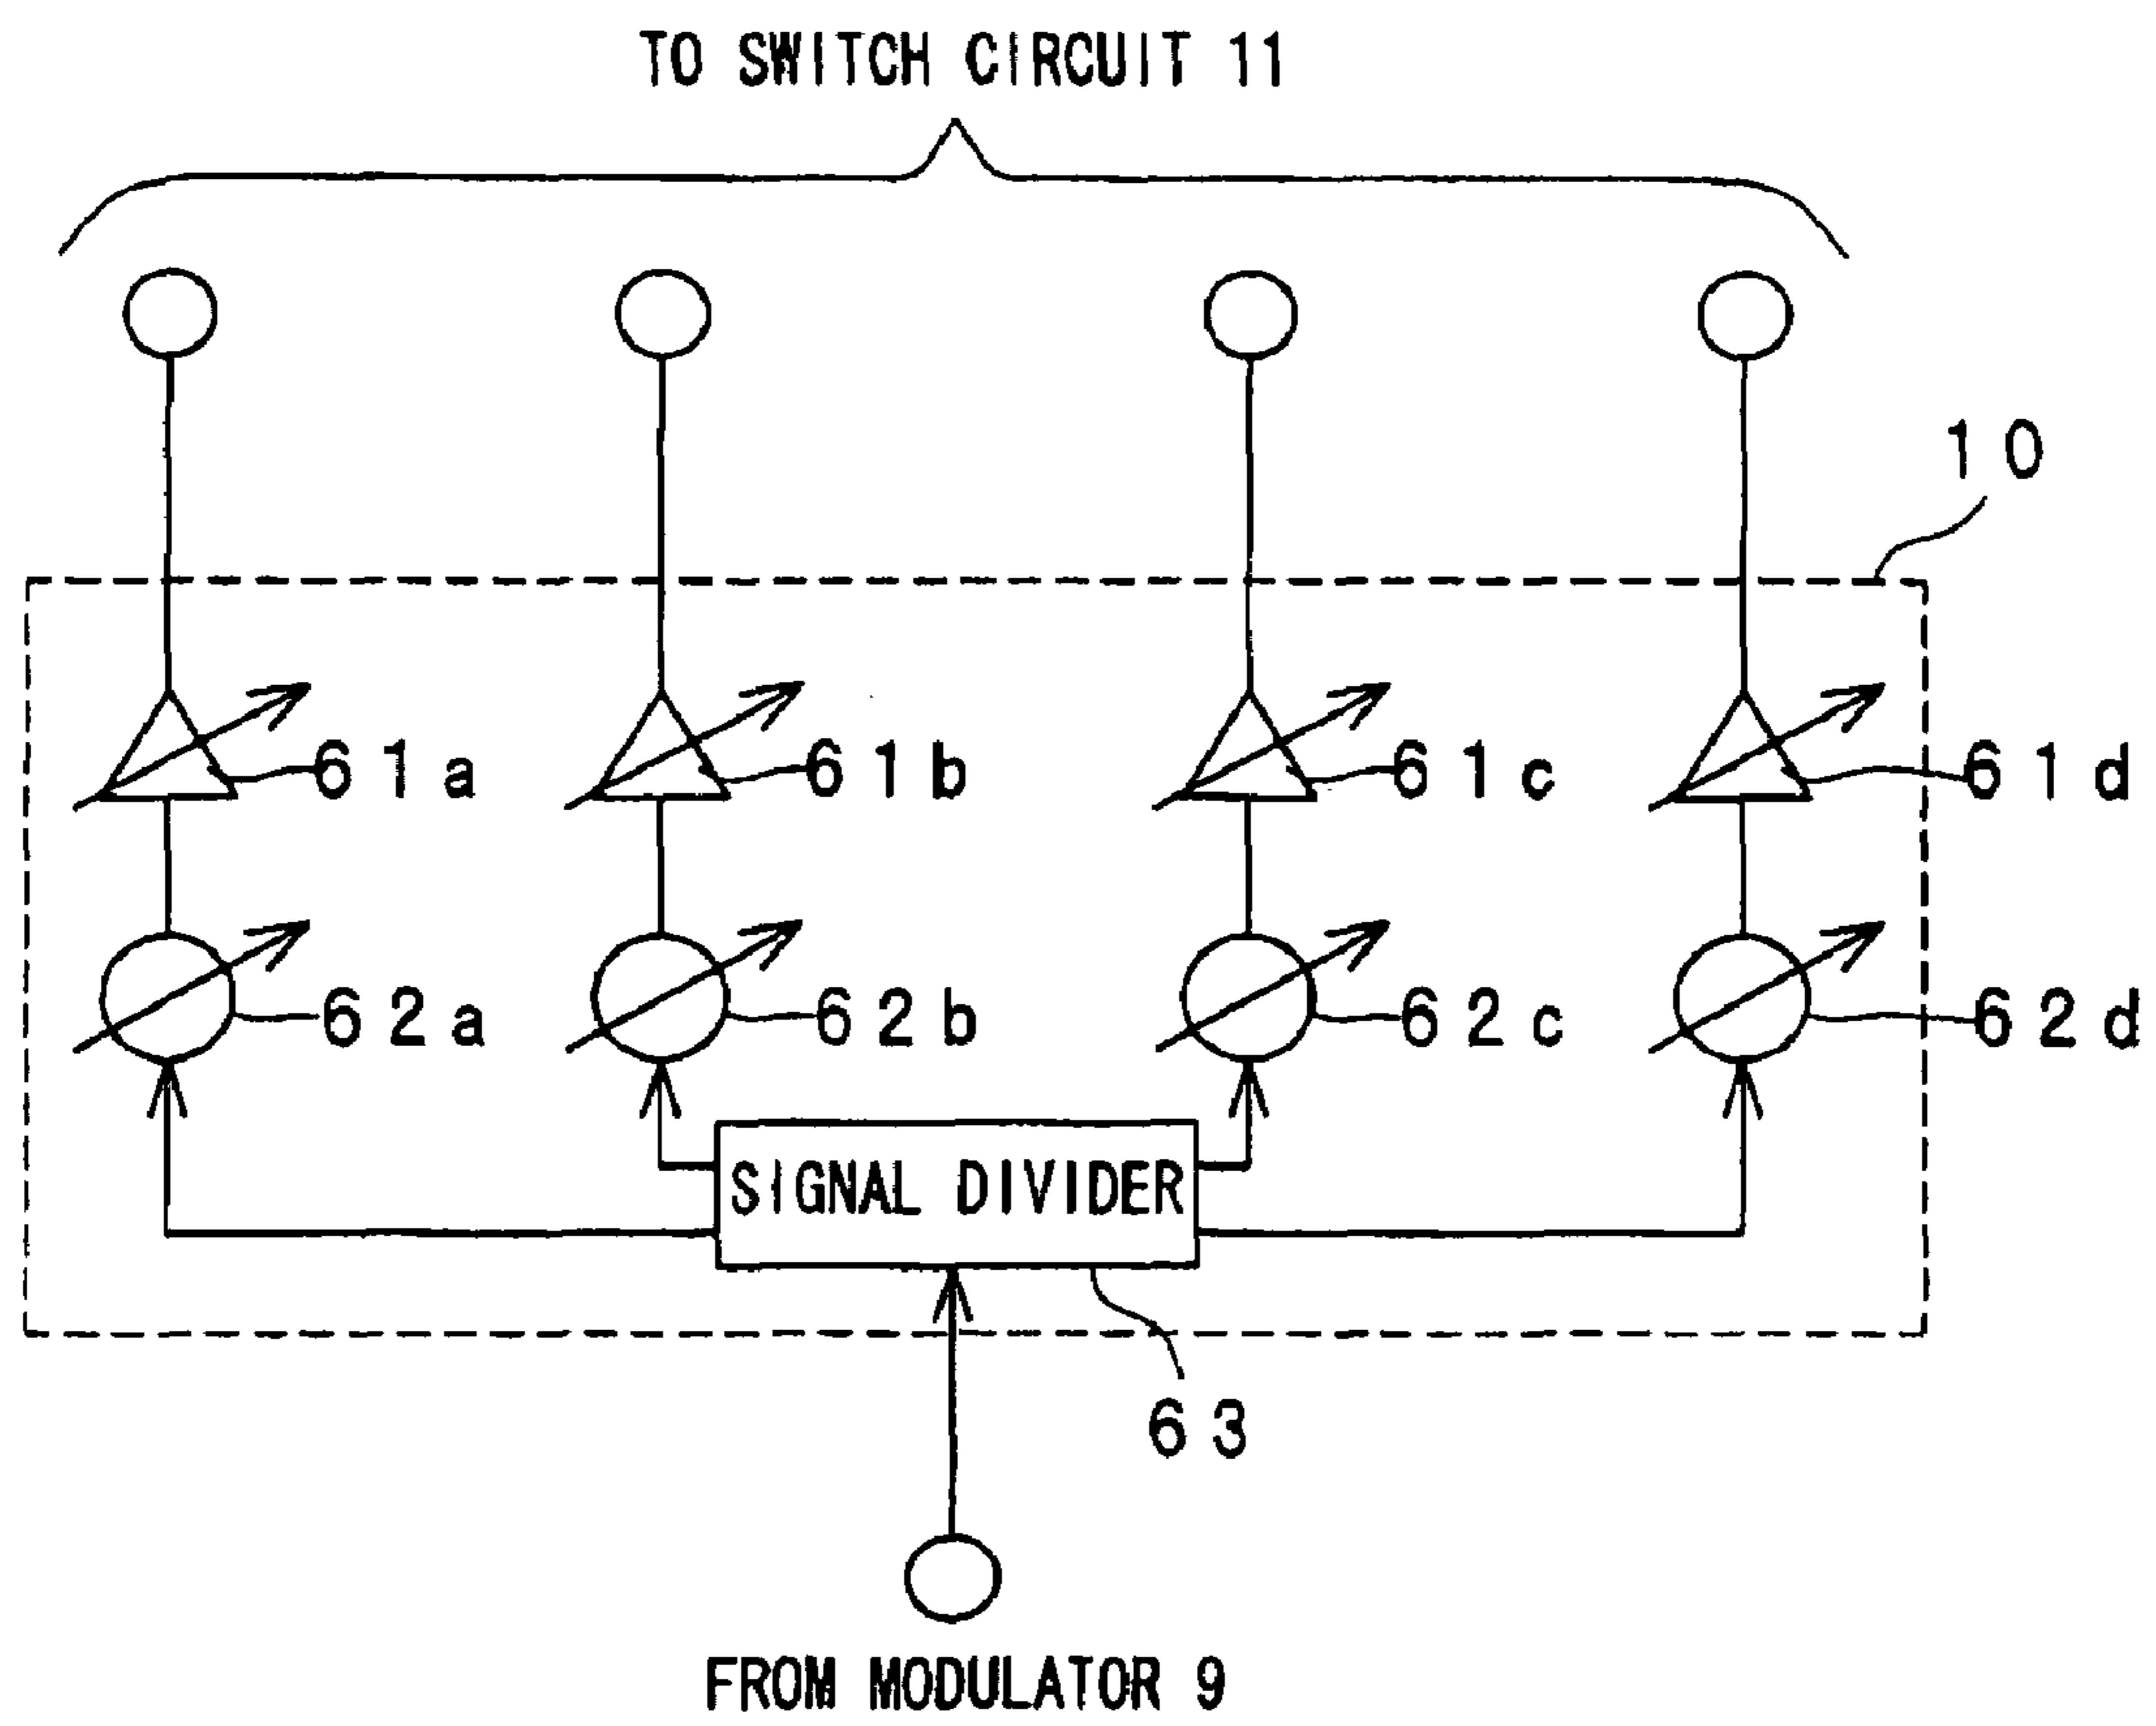 TO SWITCH CIRCUIT 11
10
61a 61b 61c 61d
62a 62b 62c 62d
SIGNAL DIVIDER
63
FROM MODULATOR 9